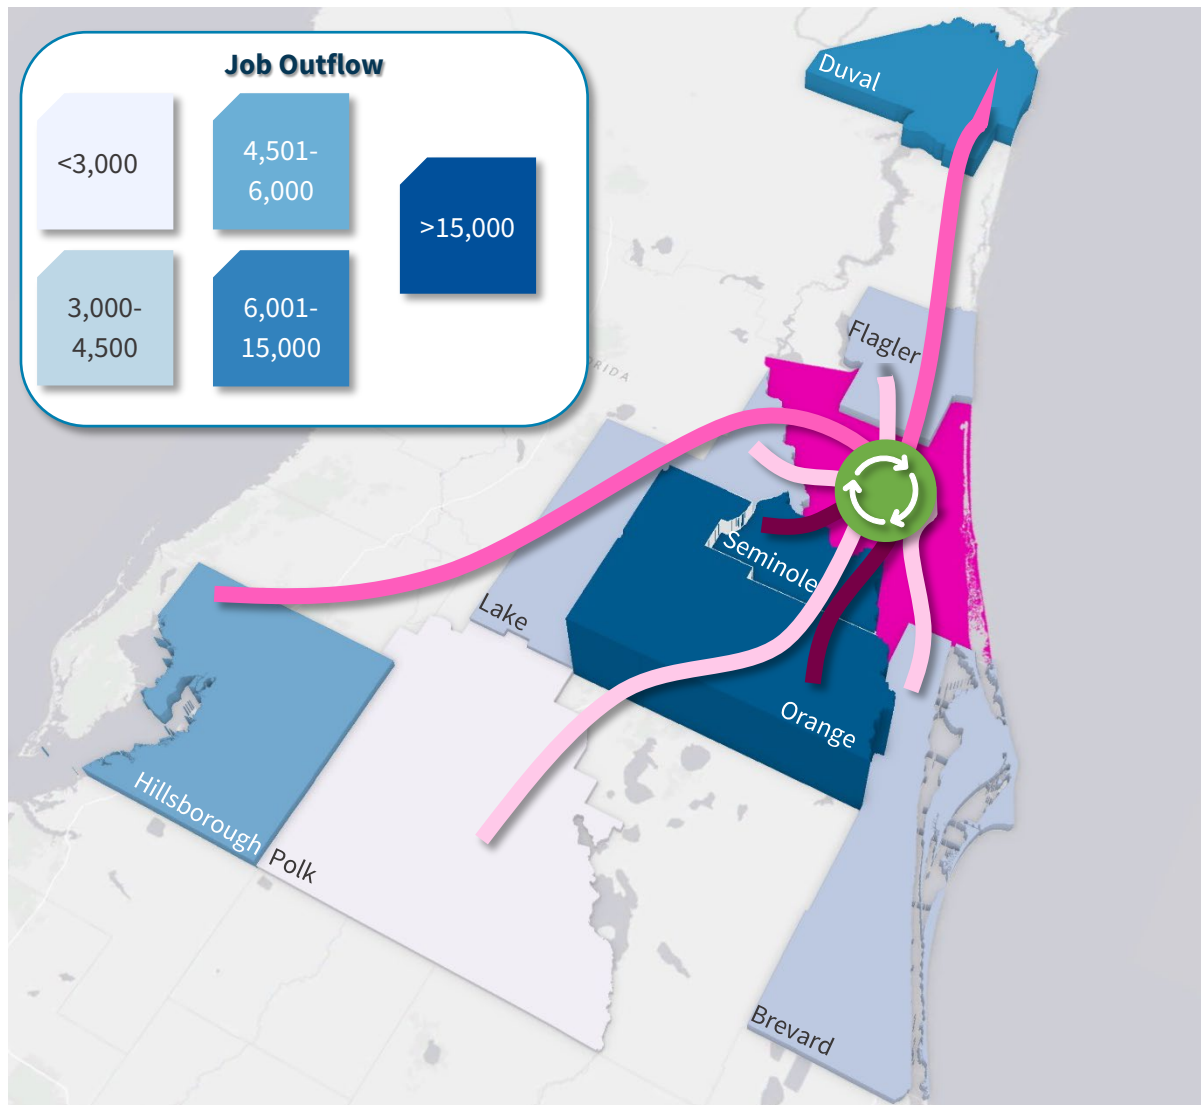 Job Outflow
<3,000
4,501-
6,000
>15,000
3,000-
4,500
6,001-
15,000
Duval
Flagler
RIDA
Seminole
Lake
Orange
Hillsborough
Polk
Brevard